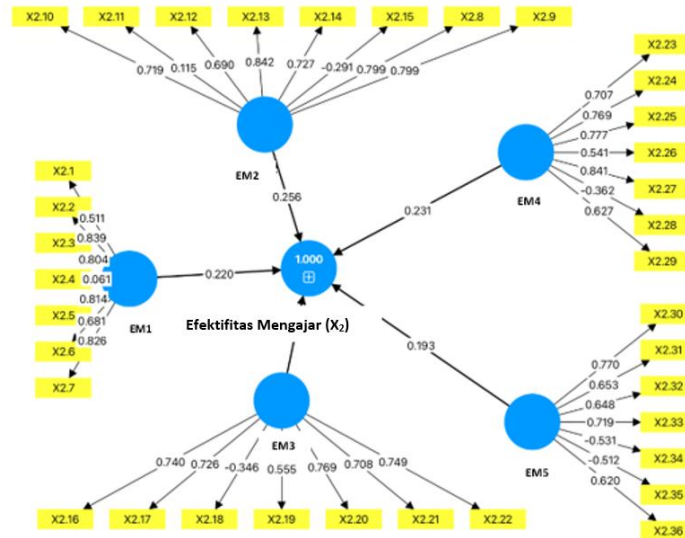 X2.10 X2.11 X2.12 X2.13 X2.14 X2.15 X2.8 X2.9
0.719 0.115 0.690 0.842 0.727 -0.291 0.799 0.799
EM2
0.256
X2.23
X2.24
X2.25
X2.26
X2.27
X2.28
X2.29
0.707
0.769
0.777
0.541
0.841
-0.362
0.627
EM4
0.231
X2.1
X2.2
X2.3
X2.4
X2.5
X2.6
X2.7
0.511
0.839
0.804
0.061
0.814
0.681
0.826
EM1
0.220
1.000
Efektifitas Mengajar (X₂)
0.193
X2.30
X2.31
X2.32
X2.33
X2.34
X2.35
X2.36
0.770
0.653
0.648
0.719
-0.531
-0.512
0.620
EM5
EM3
0.740 0.726 -0.346 0.555 0.769 0.708 0.749
X2.16 X2.17 X2.18 X2.19 X2.20 X2.21 X2.22